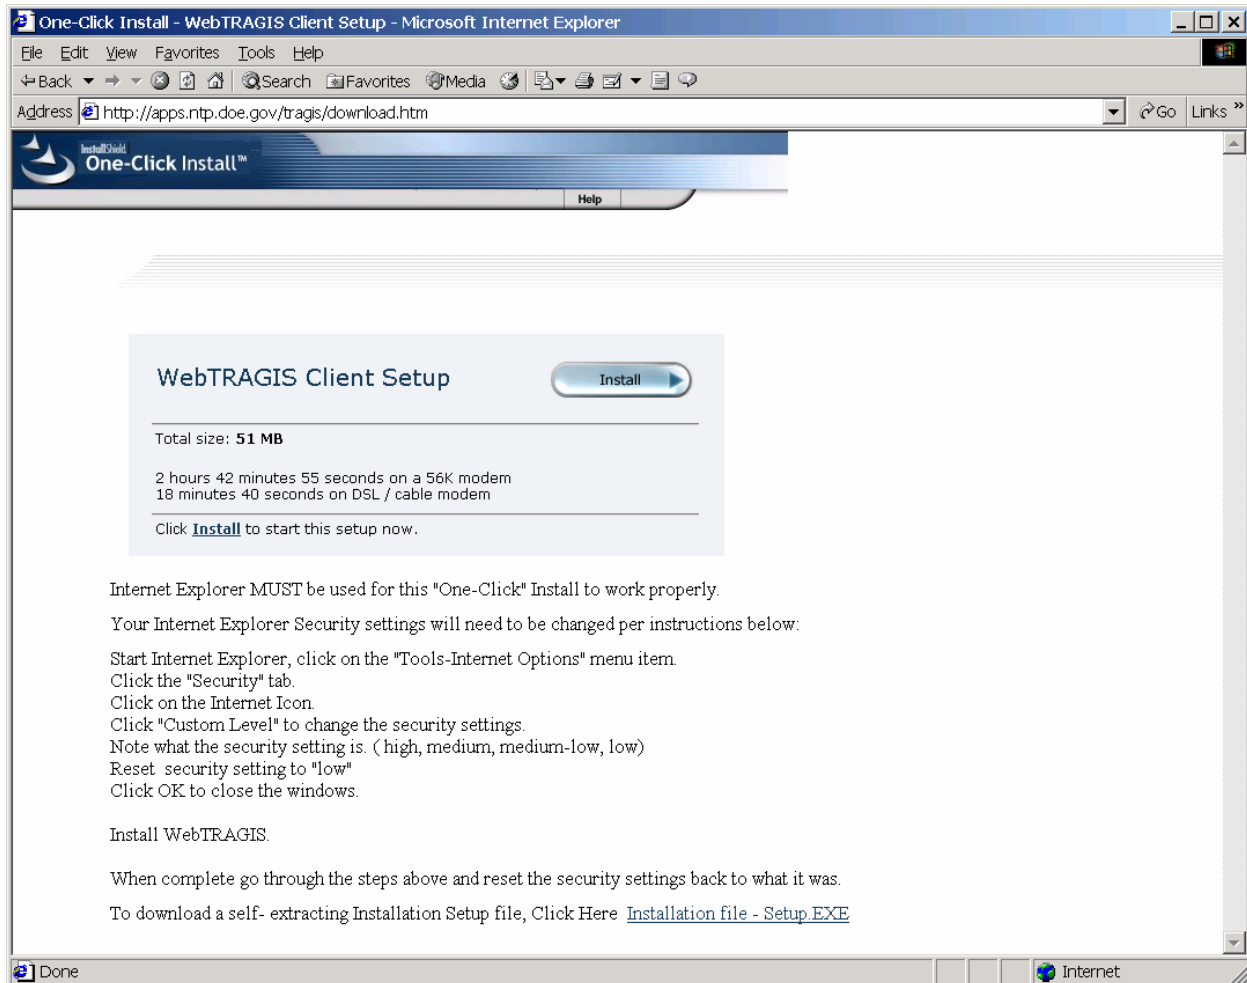 One-Click Install - WebTRAGIS Client Setup - Microsoft Internet Explorer
File Edit View Favorites Tools Help
Back Search Favorites Media
Address http://apps.ntp.doe.gov/tragis/download.htm Go Links »
InstallShield
One-Click Install™
Help
WebTRAGIS Client Setup Install
Total size: 51 MB
2 hours 42 minutes 55 seconds on a 56K modem
18 minutes 40 seconds on DSL / cable modem
Click Install to start this setup now.
Internet Explorer MUST be used for this "One-Click" Install to work properly.
Your Internet Explorer Security settings will need to be changed per instructions below:
Start Internet Explorer, click on the "Tools-Internet Options" menu item.
Click the "Security" tab.
Click on the Internet Icon.
Click "Custom Level" to change the security settings.
Note what the security setting is. ( high, medium, medium-low, low)
Reset security setting to "low"
Click OK to close the windows.
Install WebTRAGIS.
When complete go through the steps above and reset the security settings back to what it was.
To download a self- extracting Installation Setup file, Click Here Installation file - Setup.EXE
Done Internet